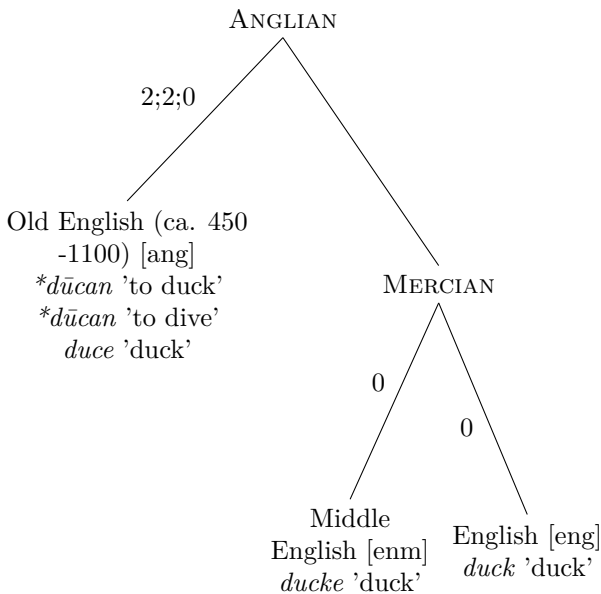 ANGLIAN
2;2;0
Old English (ca. 450
-1100) [ang]
*dūcan 'to duck'
*dūcan 'to dive'
duce 'duck'
MERCIAN
0
0
Middle
English [enm]
ducke 'duck'
English [eng]
duck 'duck'